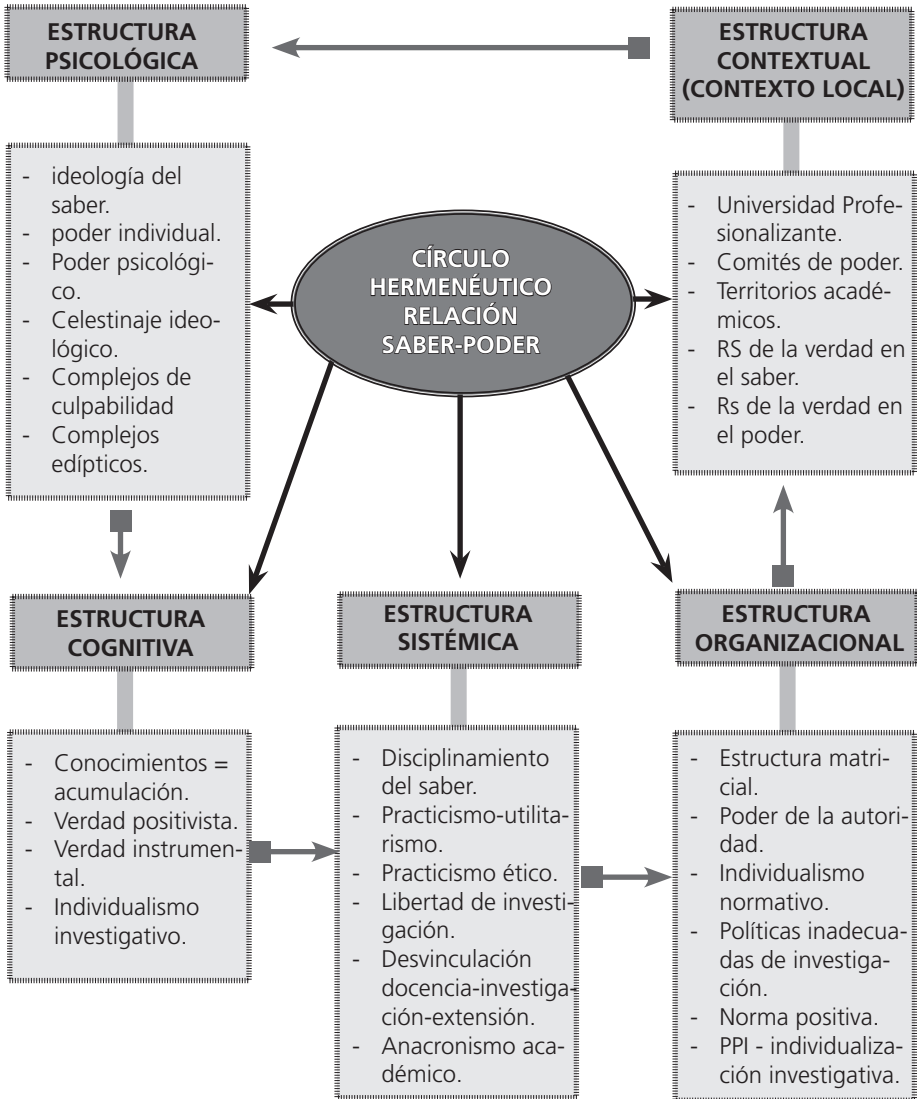 ESTRUCTURA
PSICOLÓGICA
ESTRUCTURA
CONTEXTUAL
(CONTEXTO LOCAL)
- ideología del
saber.
- poder individual.
- Poder psicológi-
co.
- Celestinaje ideo-
lógico.
- Complejos de
culpabilidad
- Complejos
edípticos.
CÍRCULO
HERMENÉUTICO
RELACIÓN
SABER-PODER
- Universidad Profe-
sionalizante.
- Comités de poder.
- Territorios acadé-
micos.
- RS de la verdad en
el saber.
- Rs de la verdad en
el poder.
ESTRUCTURA
COGNITIVA
ESTRUCTURA
SISTÉMICA
ESTRUCTURA
ORGANIZACIONAL
- Conocimientos =
acumulación.
- Verdad positivista.
- Verdad instrumen-
tal.
- Individualismo
investigativo.
- Disciplinamiento
del saber.
- Practicismo-utilita-
rismo.
- Practicismo ético.
- Libertad de investi-
gación.
- Desvinculación
docencia-investiga-
ción-extensión.
- Anacronismo aca-
démico.
- Estructura matri-
cial.
- Poder de la autori-
dad.
- Individualismo
normativo.
- Políticas inadecua-
das de investiga-
ción.
- Norma positiva.
- PPI - individualiza-
ción investigativa.